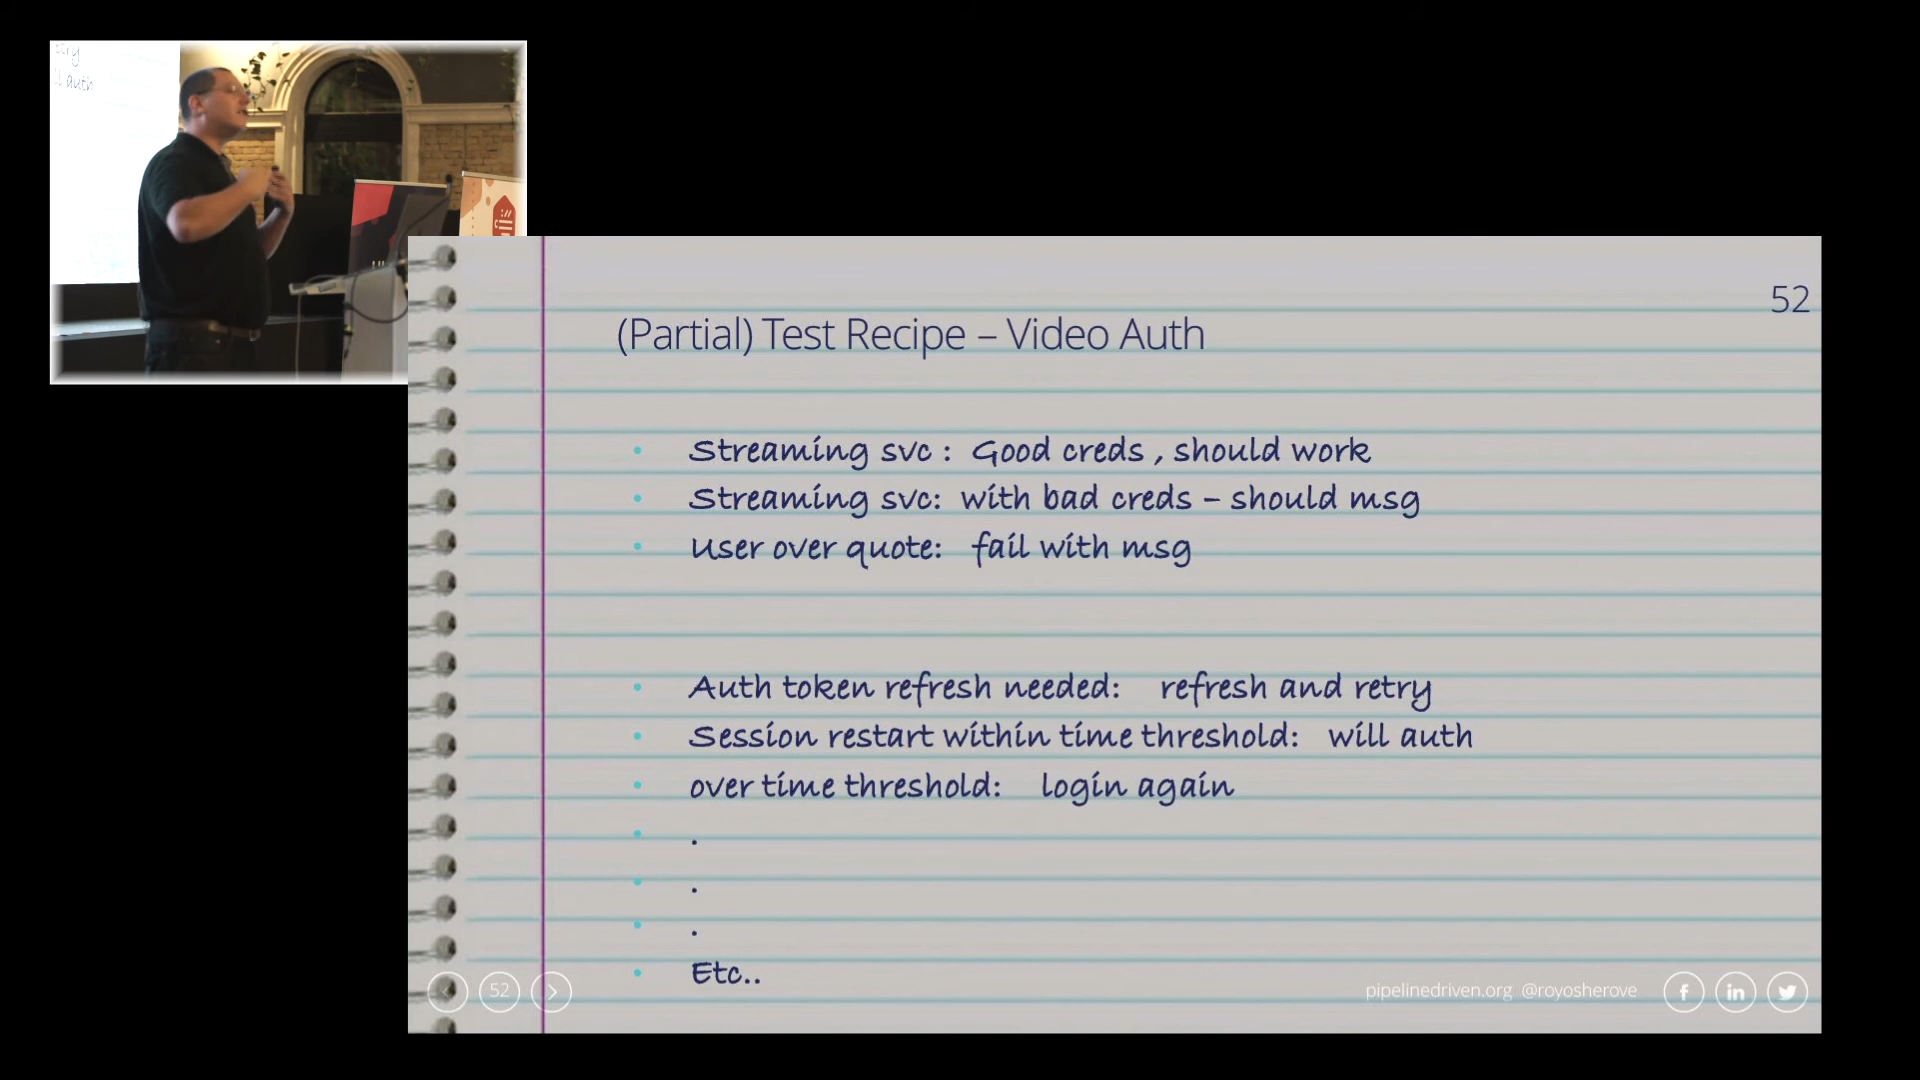 try
auth
52
(Partial) Test Recipe – Video Auth
• Streaming svc : Good creds , should work
• Streaming svc: with bad creds – should msg
• User over quote: fail with msg
• Auth token refresh needed: refresh and retry
• Session restart within time threshold: will auth
• over time threshold: login again
• .
• .
• .
• Etc..
52
pipelinedriven.org @royosherove